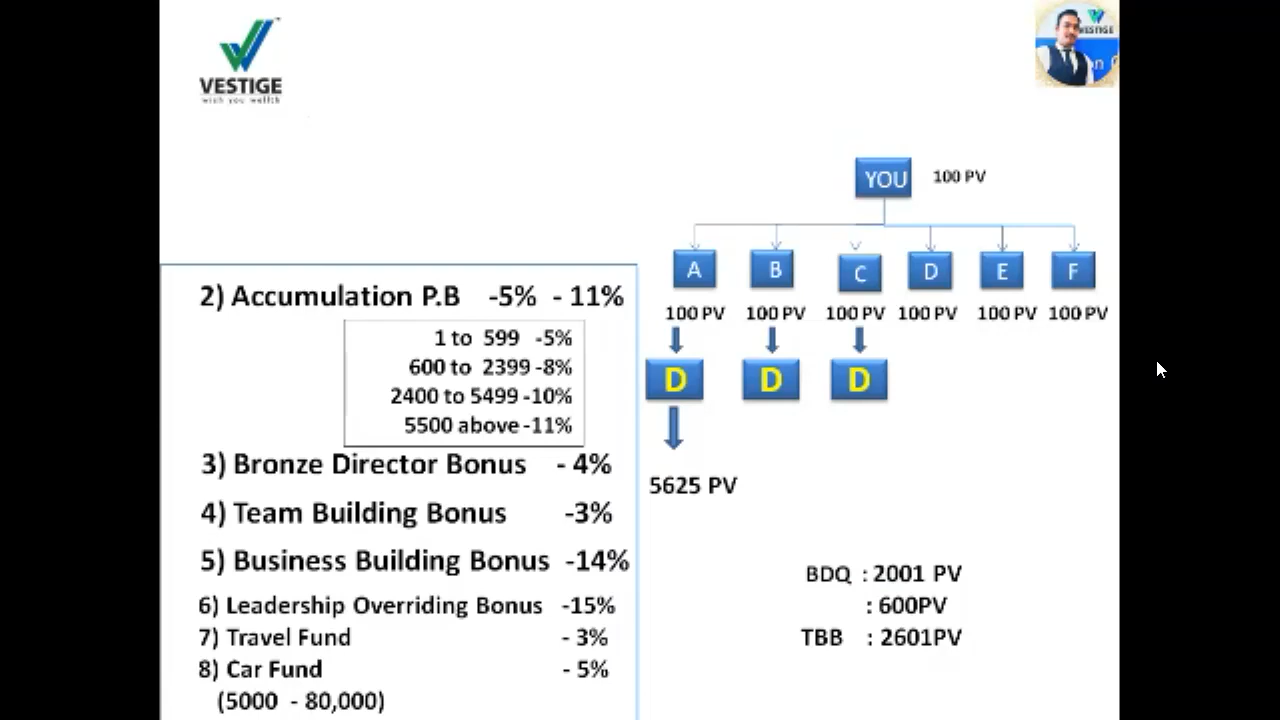 VESTIGE
wish you wellth
VESTIGE
YOU 100 PV
A B C D E F
100 PV 100 PV 100 PV 100 PV 100 PV 100 PV
D D D
5625 PV
2) Accumulation P.B -5% - 11%
1 to 599 -5%
600 to 2399 -8%
2400 to 5499 -10%
5500 above -11%
3) Bronze Director Bonus - 4%
4) Team Building Bonus -3%
5) Business Building Bonus -14%
6) Leadership Overriding Bonus -15%
7) Travel Fund - 3%
8) Car Fund - 5%
(5000 - 80,000)
BDQ : 2001 PV
: 600PV
TBB : 2601PV